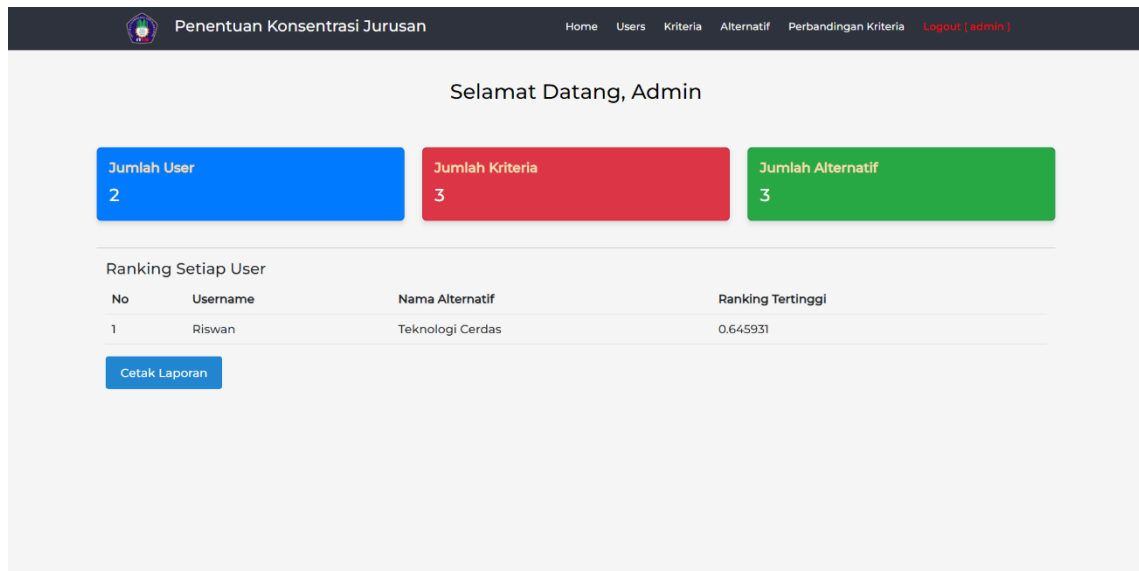 Penentuan Konsentrasi Jurusan Home Users Kriteria Alternatif Perbandingan Kriteria Logout [ admin ]
Selamat Datang, Admin
Jumlah User
2
Jumlah Kriteria
3
Jumlah Alternatif
3
Ranking Setiap User
No Username Nama Alternatif Ranking Tertinggi
1 Riswan Teknologi Cerdas 0.645931
Cetak Laporan